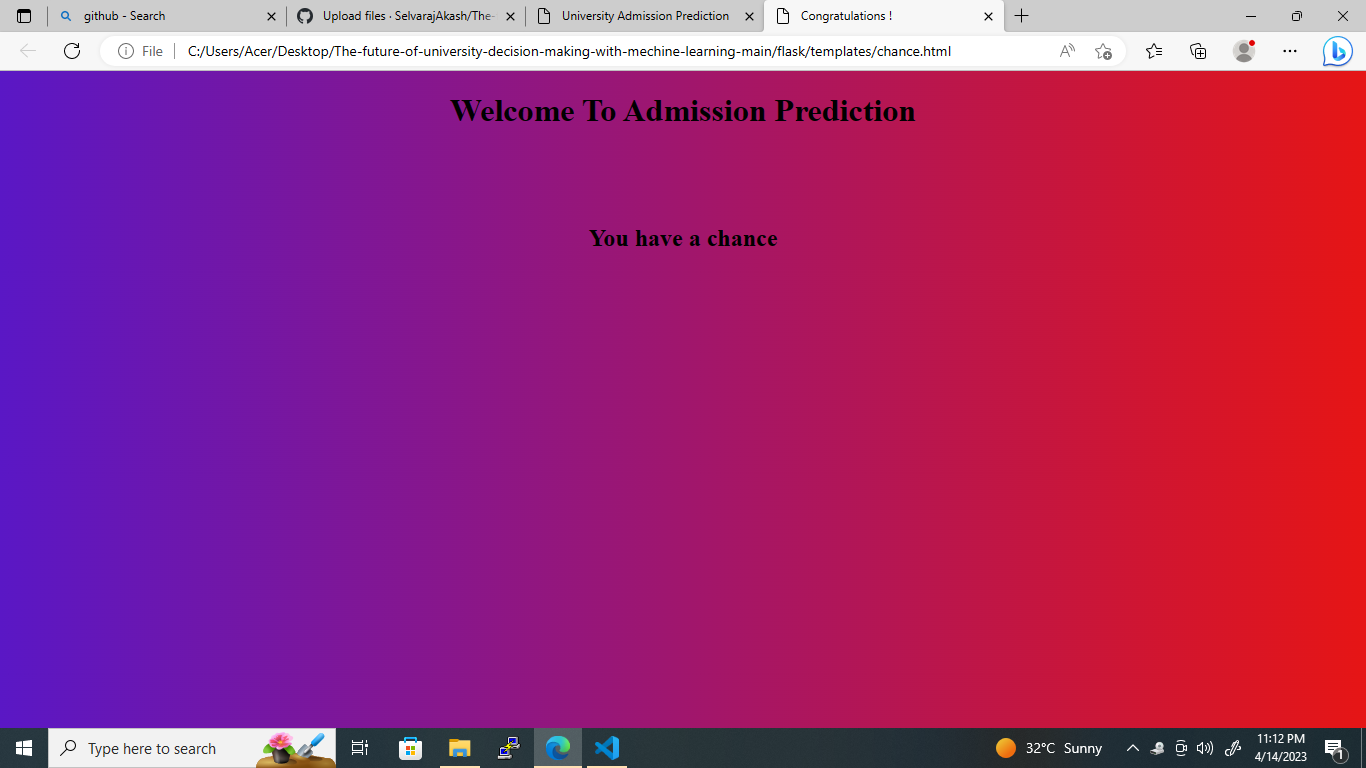 github - Search
Upload files · SelvarajAkash/The-
University Admission Prediction
Congratulations !
File
C:/Users/Acer/Desktop/The-future-of-university-decision-making-with-mechine-learning-main/flask/templates/chance.html
Welcome To Admission Prediction
You have a chance
Type here to search
32°C Sunny
11:12 PM
4/14/2023
1